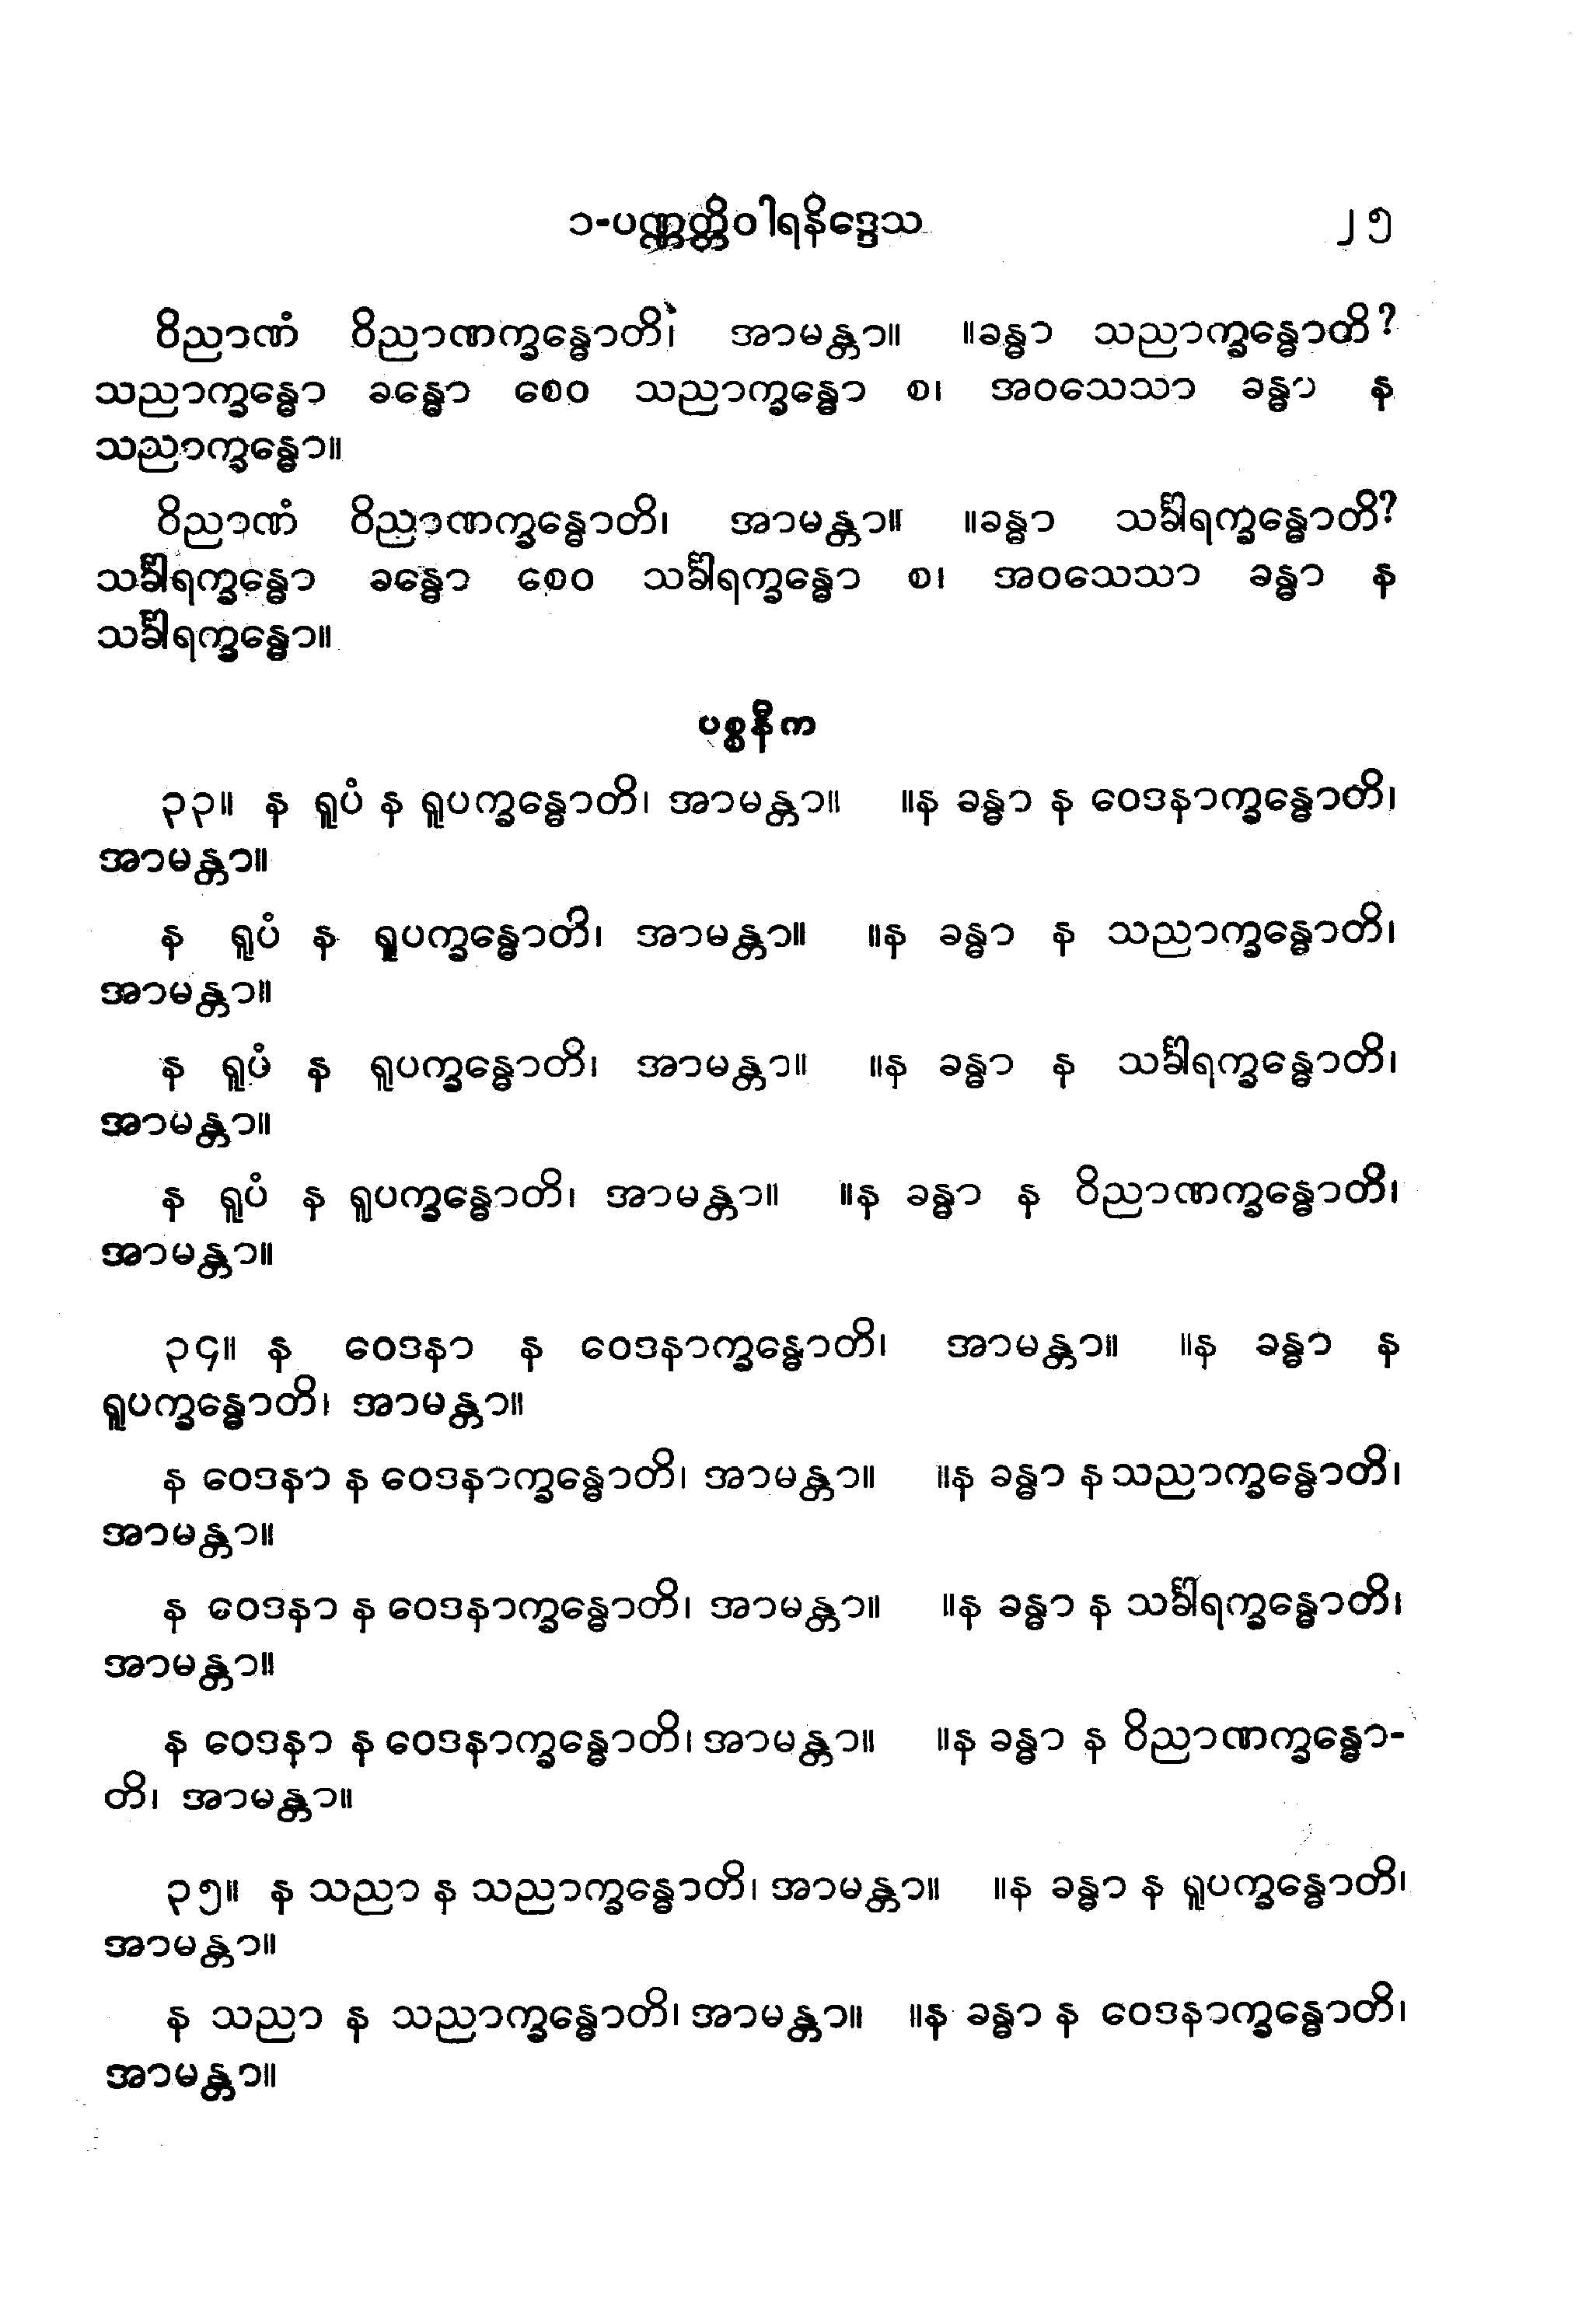 ၁-ပဏ္ဏတ္တိဝါရနိဒ္ဒေသ ၂၅
ဝိညာဏံ ဝိညာဏက္ခန္ဓောတိ၊ အာမန္တာ။ ။ခန္ဓာ သညာက္ခန္ဓောတိ?
သညာက္ခန္ဓော ခန္ဓော စေဝ သညာက္ခန္ဓော စ၊ အဝသေသာ ခန္ဓာ န
သညာက္ခန္ဓော။
ဝိညာဏံ ဝိညာဏက္ခန္ဓောတိ၊ အာမန္တာ။ ။ခန္ဓာ သင်္ခါရက္ခန္ဓောတိ?
သင်္ခါရက္ခန္ဓော ခန္ဓော စေဝ သင်္ခါရက္ခန္ဓော စ၊ အဝသေသာ ခန္ဓာ န
သင်္ခါရက္ခန္ဓော။
ပစ္စနီက
၃၃။ န ရူပံ န ရူပက္ခန္ဓောတိ၊ အာမန္တာ။ ။န ခန္ဓာ န ဝေဒနာက္ခန္ဓောတိ၊
အာမန္တာ။
န ရူပံ န ရူပက္ခန္ဓောတိ၊ အာမန္တာ။ ။န ခန္ဓာ န သညာက္ခန္ဓောတိ၊
အာမန္တာ။
န ရူပံ န ရူပက္ခန္ဓောတိ၊ အာမန္တာ။ ။န ခန္ဓာ န သင်္ခါရက္ခန္ဓောတိ၊
အာမန္တာ။
န ရူပံ န ရူပက္ခန္ဓောတိ၊ အာမန္တာ။ ။န ခန္ဓာ န ဝိညာဏက္ခန္ဓောတိ၊
အာမန္တာ။
၃၄။ န ဝေဒနာ န ဝေဒနာက္ခန္ဓောတိ၊ အာမန္တာ။ ။န ခန္ဓာ န
ရူပက္ခန္ဓောတိ၊ အာမန္တာ။
န ဝေဒနာ န ဝေဒနာက္ခန္ဓောတိ၊ အာမန္တာ။ ။န ခန္ဓာ န သညာက္ခန္ဓောတိ၊
အာမန္တာ။
န ဝေဒနာ န ဝေဒနာက္ခန္ဓောတိ၊ အာမန္တာ။ ။န ခန္ဓာ န သင်္ခါရက္ခန္ဓောတိ၊
အာမန္တာ။
န ဝေဒနာ န ဝေဒနာက္ခန္ဓောတိ၊ အာမန္တာ။ ။န ခန္ဓာ န ဝိညာဏက္ခန္ဓော-
တိ၊ အာမန္တာ။
၃၅။ န သညာ န သညာက္ခန္ဓောတိ၊ အာမန္တာ။ ။န ခန္ဓာ န ရူပက္ခန္ဓောတိ၊
အာမန္တာ။
န သညာ န သညာက္ခန္ဓောတိ၊ အာမန္တာ။ ။န ခန္ဓာ န ဝေဒနာက္ခန္ဓောတိ၊
အာမန္တာ။